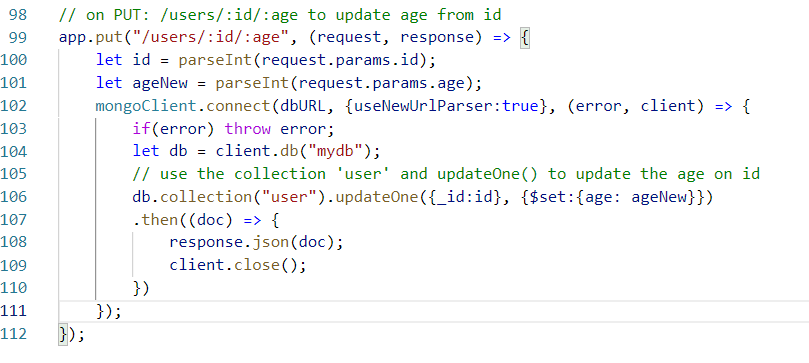 98 // on PUT: /users/:id/:age to update age from id
99 app.put("/users/:id/:age", (request, response) => {
100 let id = parseInt(request.params.id);
101 let ageNew = parseInt(request.params.age);
102 mongoClient.connect(dbURL, {useNewUrlParser:true}, (error, client) => {
103 if(error) throw error;
104 let db = client.db("mydb");
105 // use the collection 'user' and updateOne() to update the age on id
106 db.collection("user").updateOne({_id:id}, {$set:{age: ageNew}})
107 .then((doc) => {
108 response.json(doc);
109 client.close();
110 })
111 });
112 });